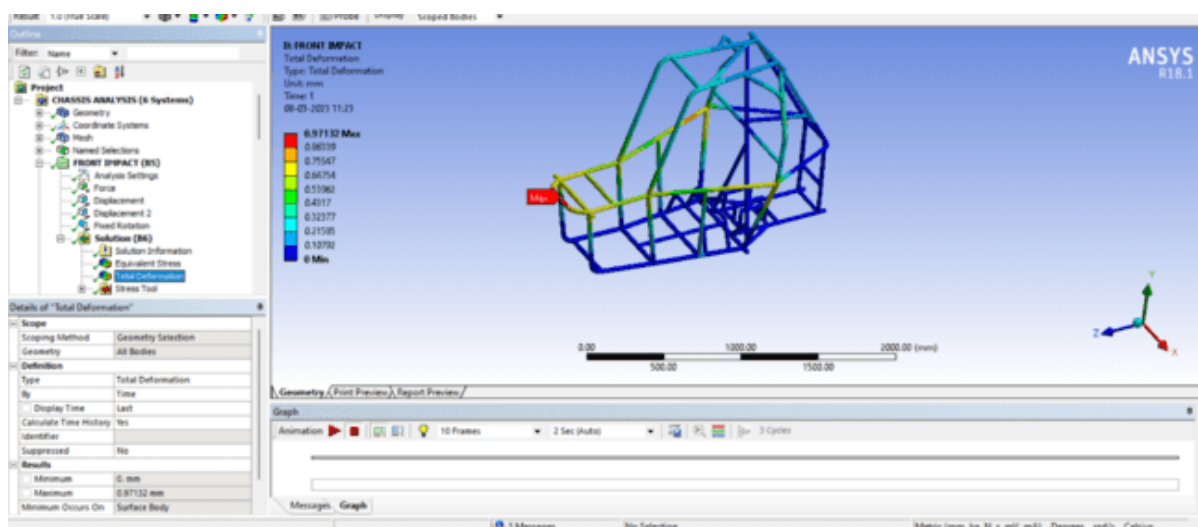 Result 1.0 (True Scale)
Probe Display Scoped Bodies
Outline
Filter: Name
Project
CHASSIS ANALYSIS (6 Systems)
Geometry
Coordinate Systems
Mesh
Named Selections
FRONT IMPACT (B5)
Analysis Settings
Force
Displacement
Displacement 2
Fixed Rotation
Solution (B6)
Solution Information
Equivalent Stress
Total Deformation
Stress Tool
Details of "Total Deformation"
Scope
Scoping Method Geometry Selection
Geometry All Bodies
Definition
Type Total Deformation
By Time
Display Time Last
Calculate Time History Yes
Identifier
Suppressed No
Results
Minimum 0. mm
Maximum 0.97132 mm
Minimum Occurs On Surface Body
B: FRONT IMPACT
Total Deformation
Type: Total Deformation
Unit: mm
Time: 1
08-03-2023 11:23
0.97132 Max
0.86339
0.75547
0.64754
0.53962
0.4317
0.32377
0.21585
0.10792
0 Min
Max
ANSYS
R18.1
0.00 1000.00 2000.00 (mm)
500.00 1500.00
Y
Z
X
Geometry Print Preview Report Preview
Graph
Animation 10 Frames 2 Sec (Auto) 3 Cycles
Messages Graph
No Selection